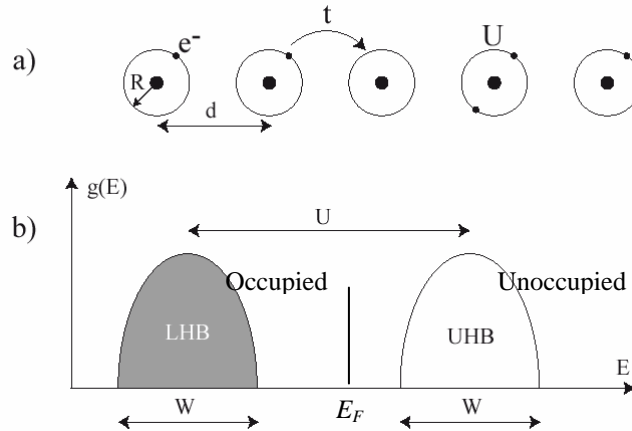 a)
e-
t
U
R
d
b)
g(E)
U
Occupied
Unoccupied
LHB
UHB
E
W
E_F
W